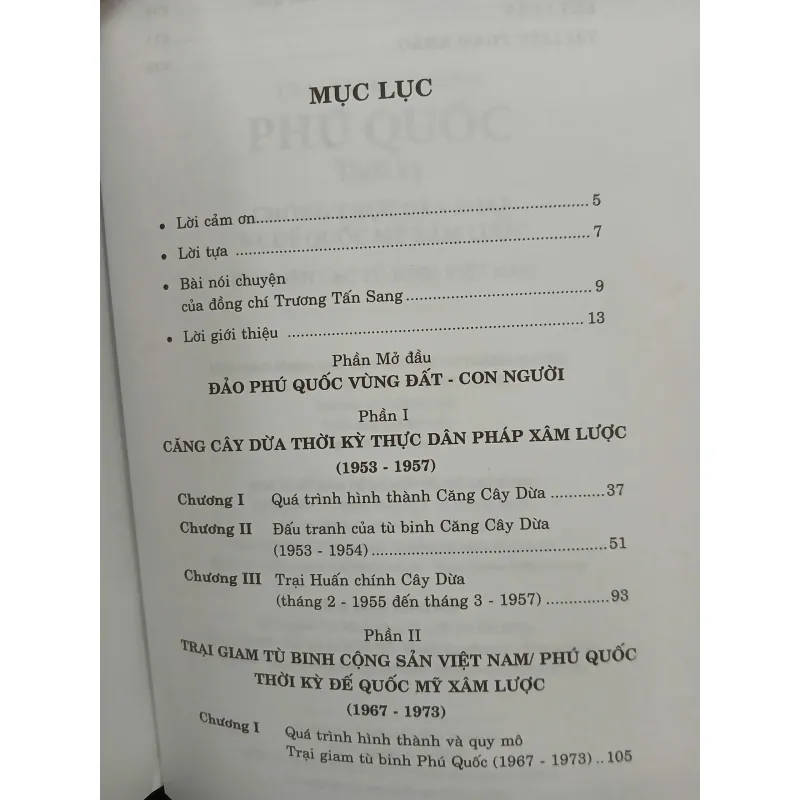 MỤC LỤC
• Lời cảm ơn........................................................ 5
• Lời tựa ............................................................ 7
• Bài nói chuyện
của đồng chí Trương Tấn Sang................................ 9
• Lời giới thiệu .................................................. 13
Phần Mở đầu
ĐẢO PHÚ QUỐC VÙNG ĐẤT - CON NGƯỜI
Phần I
CĂNG CÂY DỪA THỜI KỲ THỰC DÂN PHÁP XÂM LƯỢC
(1953 - 1957)
Chương I Quá trình hình thành Căng Cây Dừa ............37
Chương II Đấu tranh của tù binh Căng Cây Dừa
(1953 - 1954)........................................51
Chương III Trại Huấn chính Cây Dừa
(tháng 2 - 1955 đến tháng 3 - 1957) .............93
Phần II
TRẠI GIAM TÙ BINH CỘNG SẢN VIỆT NAM/ PHÚ QUỐC
THỜI KỲ ĐẾ QUỐC MỸ XÂM LƯỢC
(1967 - 1973)
Chương I Quá trình hình thành và quy mô
Trại giam tù binh Phú Quốc (1967 - 1973)..105